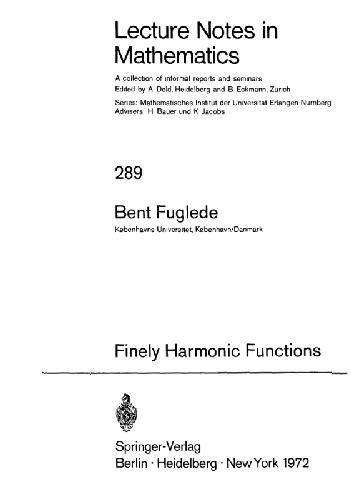 Lecture Notes in
Mathematics
A collection of informal reports and seminars
Edited by A. Dold, Heidelberg and B. Eckmann, Zürich
Series: Mathematisches Institut der Universität Erlangen-Nürnberg
Advisers: H. Bauer und K. Jacobs
289
Bent Fuglede
Københavns Universitet, København/Danmark
Finely Harmonic Functions
Springer-Verlag
Berlin · Heidelberg · New York 1972